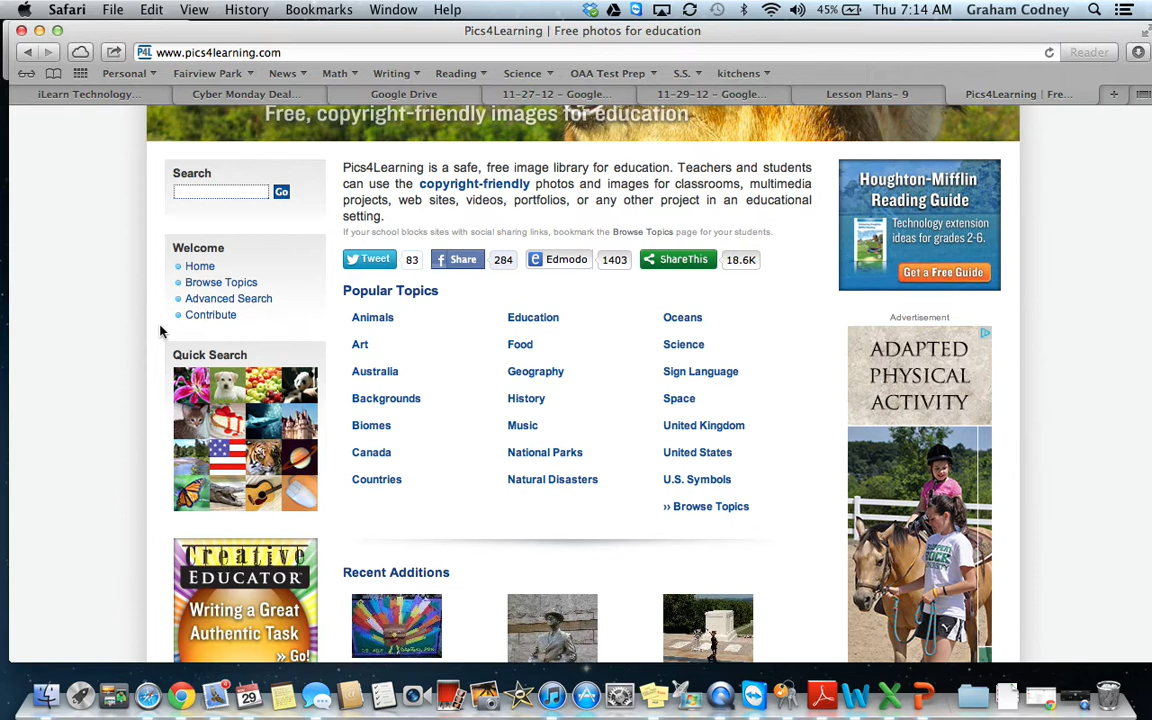 Safari File Edit View History Bookmarks Window Help 45% Thu 7:14 AM Graham Codney
Pics4Learning | Free photos for education
P4L www.pics4learning.com Reader
Personal Fairview Park News Math Writing Reading Science OAA Test Prep S.S. kitchens
iLearn Technology... Cyber Monday Deal... Google Drive 11-27-12 – Google... 11-29-12 – Google... Lesson Plans- 9 Pics4Learning | Fre...
Free, copyright-friendly images for education
Search
Go
Welcome
Home
Browse Topics
Advanced Search
Contribute
Quick Search
Creative
EDUCATOR
Writing a Great
Authentic Task
» Go!
Pics4Learning is a safe, free image library for education. Teachers and students
can use the copyright-friendly photos and images for classrooms, multimedia
projects, web sites, videos, portfolios, or any other project in an educational
setting.
If your school blocks sites with social sharing links, bookmark the Browse Topics page for your students.
Tweet 83 Share 284 Edmodo 1403 ShareThis 18.6K
Popular Topics
Animals Education Oceans
Art Food Science
Australia Geography Sign Language
Backgrounds History Space
Biomes Music United Kingdom
Canada National Parks United States
Countries Natural Disasters U.S. Symbols
›› Browse Topics
Recent Additions
Houghton-Mifflin
Reading Guide
Technology extension
ideas for grades 2-6.
Get a Free Guide
Advertisement
ADAPTED
PHYSICAL
ACTIVITY
29